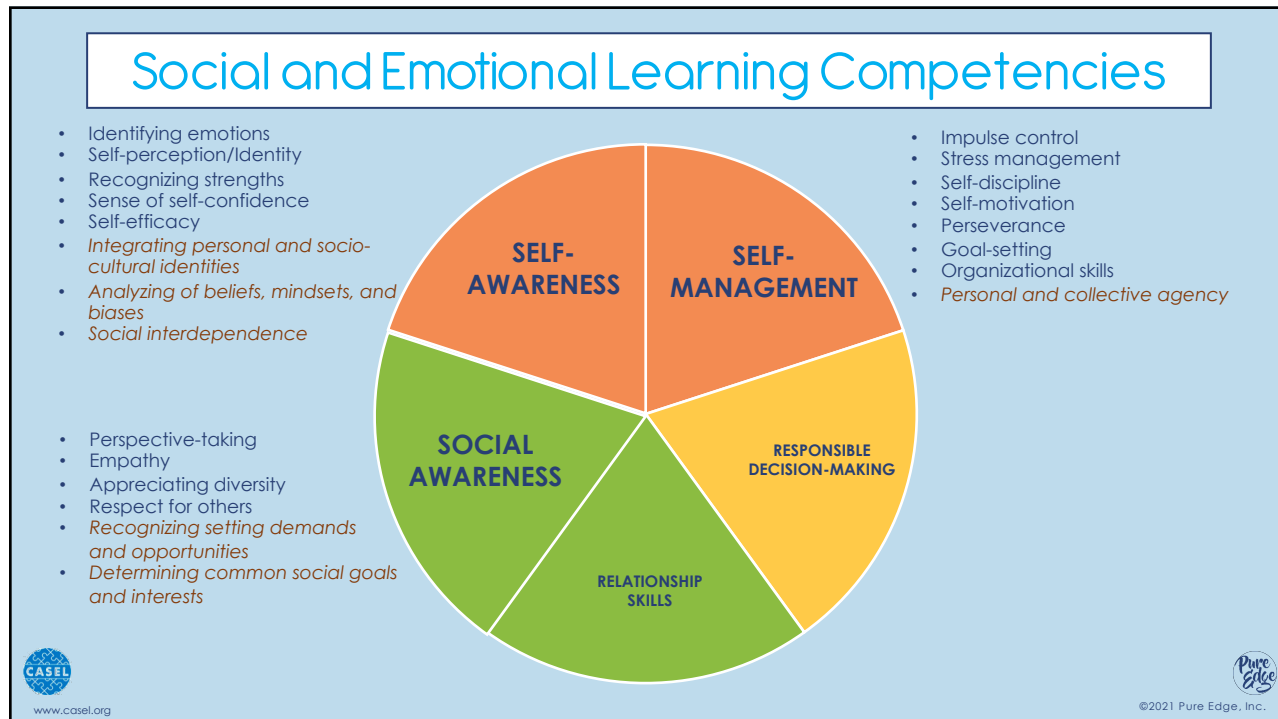 Social and Emotional Learning Competencies
• Identifying emotions
• Self-perception/Identity
• Recognizing strengths
• Sense of self-confidence
• Self-efficacy
• Integrating personal and socio-
cultural identities
• Analyzing of beliefs, mindsets, and
biases
• Social interdependence
• Impulse control
• Stress management
• Self-discipline
• Self-motivation
• Perseverance
• Goal-setting
• Organizational skills
• Personal and collective agency
SELF-
AWARENESS
SELF-
MANAGEMENT
• Perspective-taking
• Empathy
• Appreciating diversity
• Respect for others
• Recognizing setting demands
and opportunities
• Determining common social goals
and interests
SOCIAL
AWARENESS
RESPONSIBLE
DECISION-MAKING
RELATIONSHIP
SKILLS
CASEL
www.casel.org
Pure
Edge
©2021 Pure Edge, Inc.